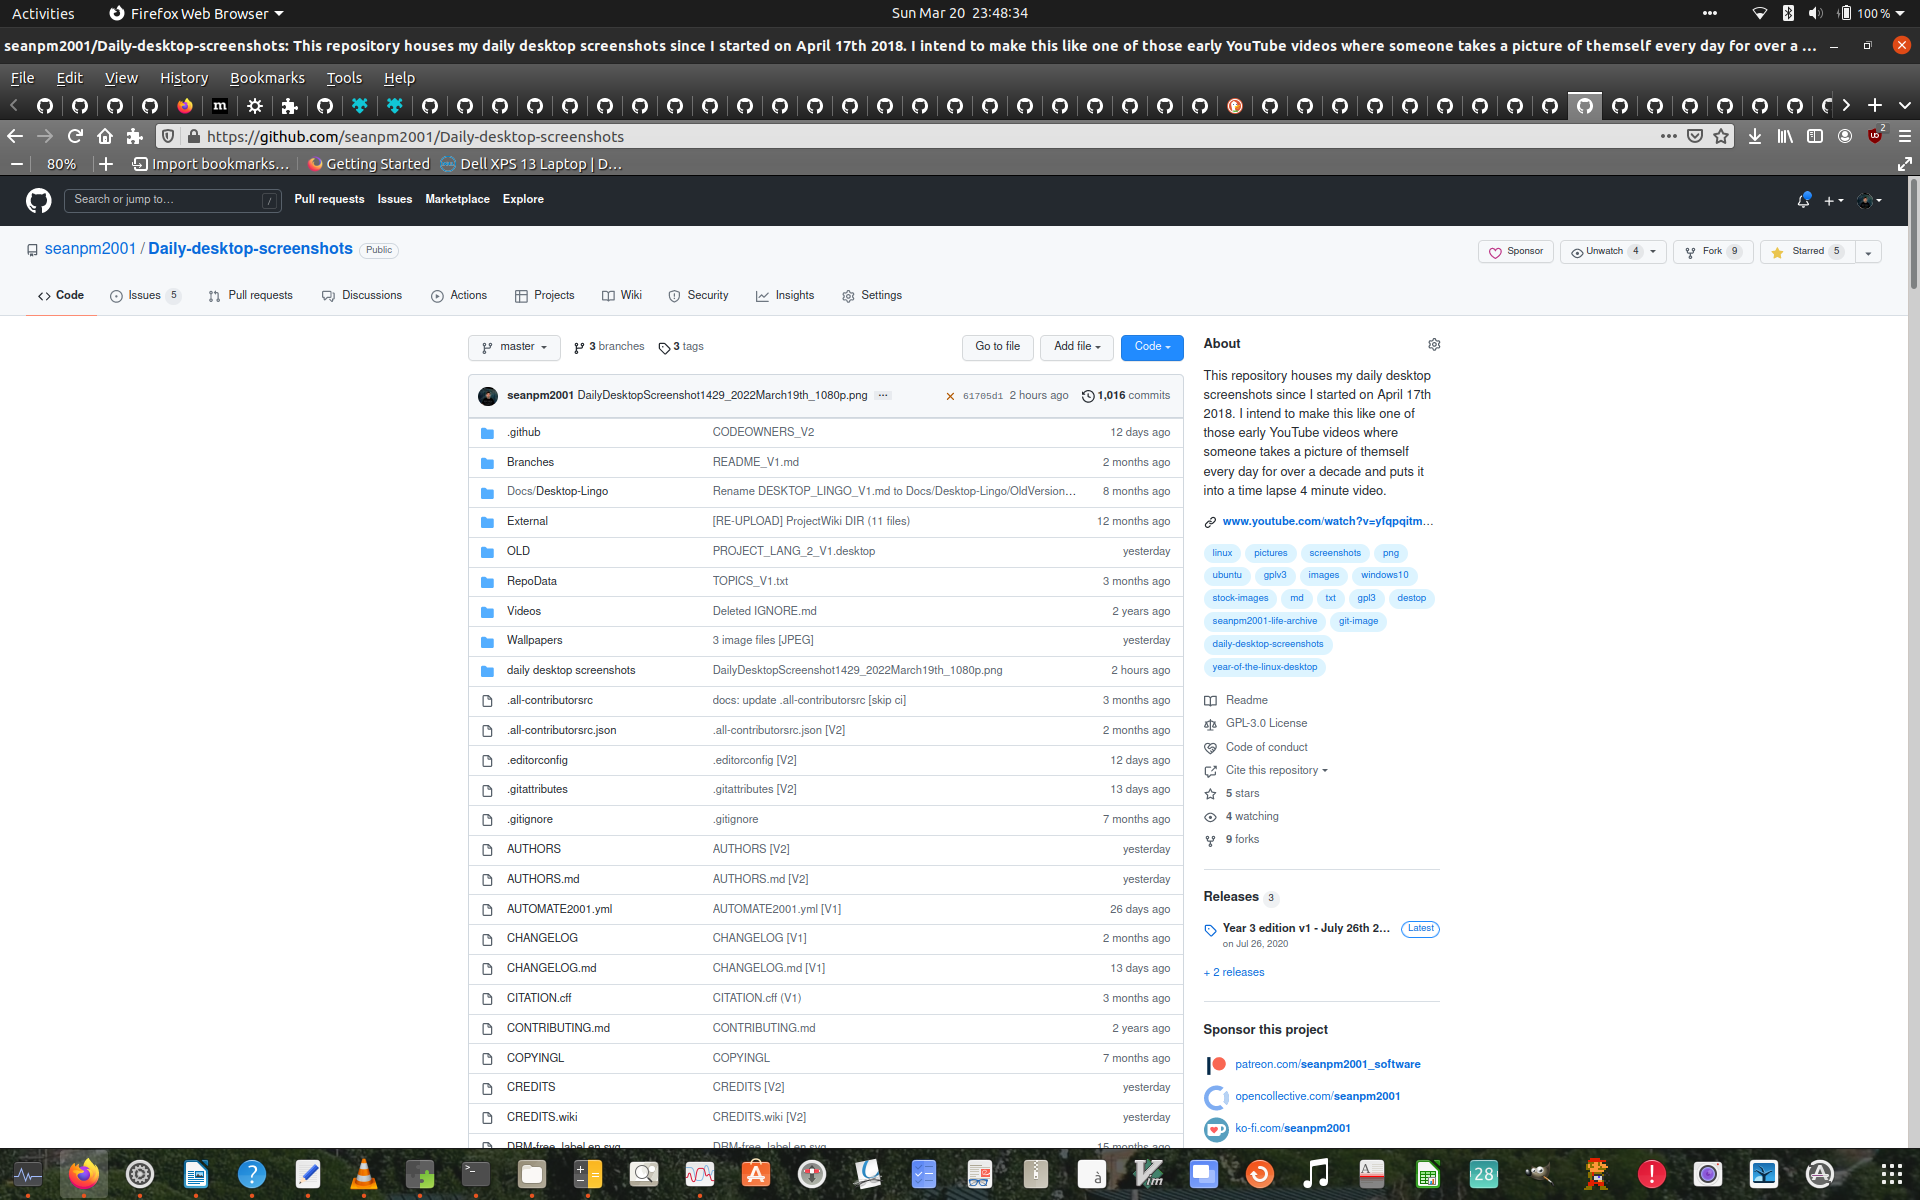 Activities
Firefox Web Browser
Sun Mar 20 23:48:34
100 %
seanpm2001/Daily-desktop-screenshots: This repository houses my daily desktop screenshots since I started on April 17th 2018. I intend to make this like one of those early YouTube videos where someone takes a picture of themself every day for over a ...
File Edit View History Bookmarks Tools Help
https://github.com/seanpm2001/Daily-desktop-screenshots
2
80%
Import bookmarks...
Getting Started
Dell XPS 13 Laptop | D...
Search or jump to...
/
Pull requests Issues Marketplace Explore
seanpm2001 / Daily-desktop-screenshots
Public
Sponsor
Unwatch 4
Fork 9
Starred 5
Code
Issues 5
Pull requests
Discussions
Actions
Projects
Wiki
Security
Insights
Settings
master
3 branches
3 tags
Go to file
Add file
Code
seanpm2001 DailyDesktopScreenshot1429_2022March19th_1080p.png ...
61705d1 2 hours ago
1,016 commits
.github CODEOWNERS_V2 12 days ago
Branches README_V1.md 2 months ago
Docs/Desktop-Lingo Rename DESKTOP_LINGO_V1.md to Docs/Desktop-Lingo/OldVersion... 8 months ago
External [RE-UPLOAD] ProjectWiki DIR (11 files) 12 months ago
OLD PROJECT_LANG_2_V1.desktop yesterday
RepoData TOPICS_V1.txt 3 months ago
Videos Deleted IGNORE.md 2 years ago
Wallpapers 3 image files [JPEG] yesterday
daily desktop screenshots DailyDesktopScreenshot1429_2022March19th_1080p.png 2 hours ago
.all-contributorsrc docs: update .all-contributorsrc [skip ci] 3 months ago
.all-contributorsrc.json .all-contributorsrc.json [V2] 2 months ago
.editorconfig .editorconfig [V2] 12 days ago
.gitattributes .gitattributes [V2] 13 days ago
.gitignore .gitignore 7 months ago
AUTHORS AUTHORS [V2] yesterday
AUTHORS.md AUTHORS.md [V2] yesterday
AUTOMATE2001.yml AUTOMATE2001.yml [V1] 26 days ago
CHANGELOG CHANGELOG [V1] 2 months ago
CHANGELOG.md CHANGELOG.md [V1] 13 days ago
CITATION.cff CITATION.cff (V1) 3 months ago
CONTRIBUTING.md CONTRIBUTING.md 2 years ago
COPYINGL COPYINGL 7 months ago
CREDITS CREDITS [V2] yesterday
CREDITS.wiki CREDITS.wiki [V2] yesterday
DRM-free_label.en.svg DRM-free_label.en.svg 15 months ago
About
This repository houses my daily desktop
screenshots since I started on April 17th
2018. I intend to make this like one of
those early YouTube videos where
someone takes a picture of themself
every day for over a decade and puts it
into a time lapse 4 minute video.
www.youtube.com/watch?v=yfqpqitm...
linux pictures screenshots png
ubuntu gplv3 images windows10
stock-images md txt gpl3 destop
seanpm2001-life-archive git-image
daily-desktop-screenshots
year-of-the-linux-desktop
Readme
GPL-3.0 License
Code of conduct
Cite this repository
5 stars
4 watching
9 forks
Releases 3
Year 3 edition v1 - July 26th 2... Latest
on Jul 26, 2020
+ 2 releases
Sponsor this project
patreon.com/seanpm2001_software
opencollective.com/seanpm2001
ko-fi.com/seanpm2001
28